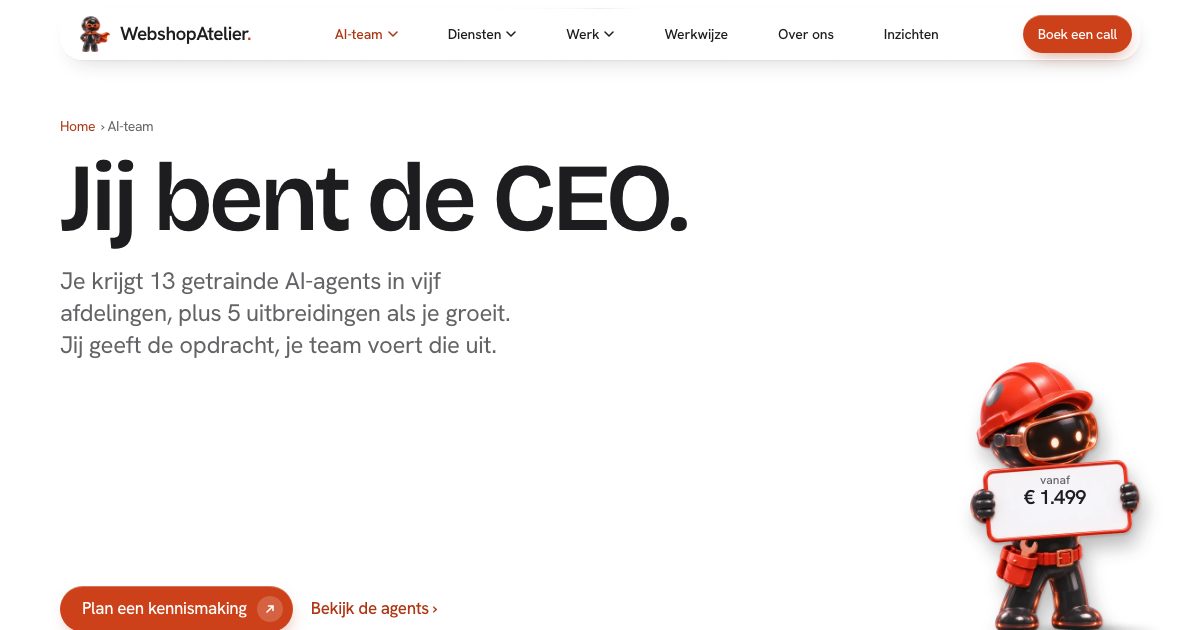 WebshopAtelier.
AI-team
Diensten
Werk
Werkwijze
Over ons
Inzichten
Boek een call
Home › AI-team
Jij bent de CEO.
Je krijgt 13 getrainde AI-agents in vijf
afdelingen, plus 5 uitbreidingen als je groeit.
Jij geeft de opdracht, je team voert die uit.
vanaf
€ 1.499
Plan een kennismaking
Bekijk de agents ›